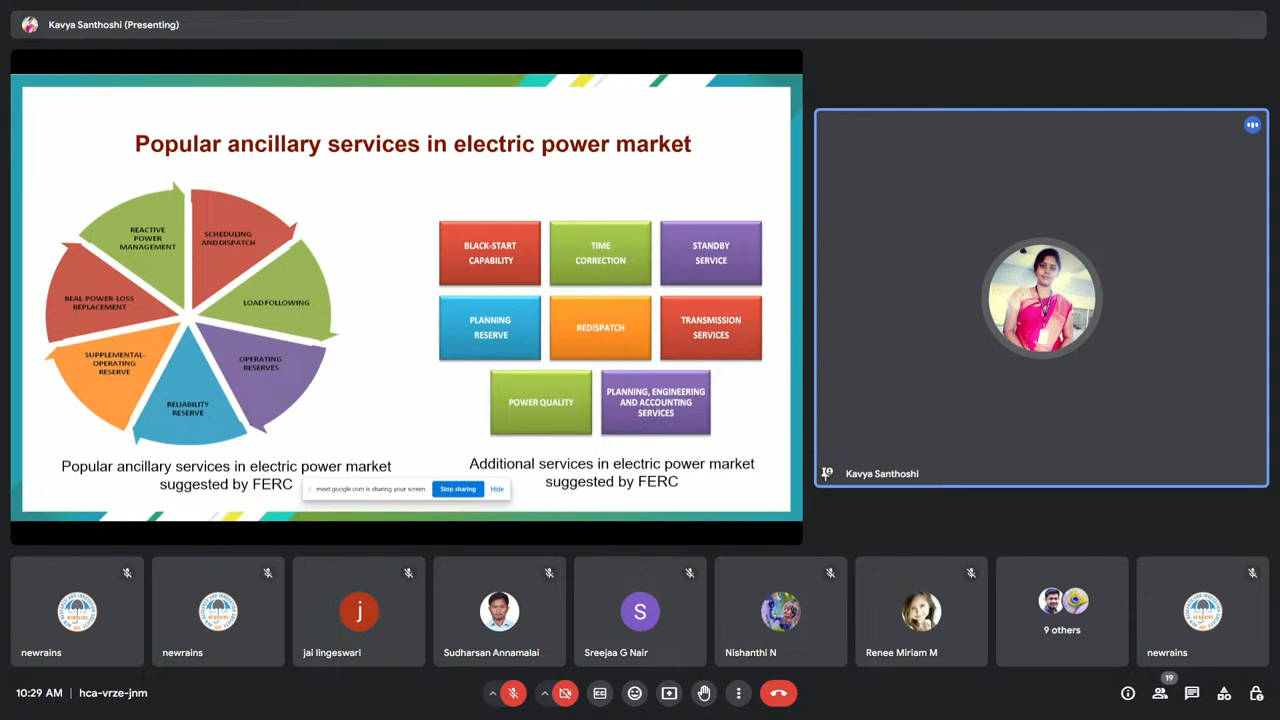 Kavya Santhoshi (Presenting)
Popular ancillary services in electric power market
REACTIVE
POWER
MANAGEMENT
SCHEDULING
AND DISPATCH
LOAD FOLLOWING
OPERATING
RESERVES
RELIABILITY
RESERVE
SUPPLEMENTAL-
OPERATING
RESERVE
REAL-POWER-LOSS
REPLACEMENT
Popular ancillary services in electric power market
suggested by FERC
BLACK-START
CAPABILITY
TIME
CORRECTION
STANDBY
SERVICE
PLANNING
RESERVE
REDISPATCH
TRANSMISSION
SERVICES
POWER QUALITY
PLANNING, ENGINEERING
AND ACCOUNTING
SERVICES
Additional services in electric power market
suggested by FERC
meet.google.com is sharing your screen.
Stop sharing
Hide
Kavya Santhoshi
newrains
newrains
j
jai lingeswari
Sudharsan Annamalai
S
Sreejaa G Nair
Nishanthi N
Renee Miriam M
9 others
newrains
10:29 AM | hca-vrze-jnm
19